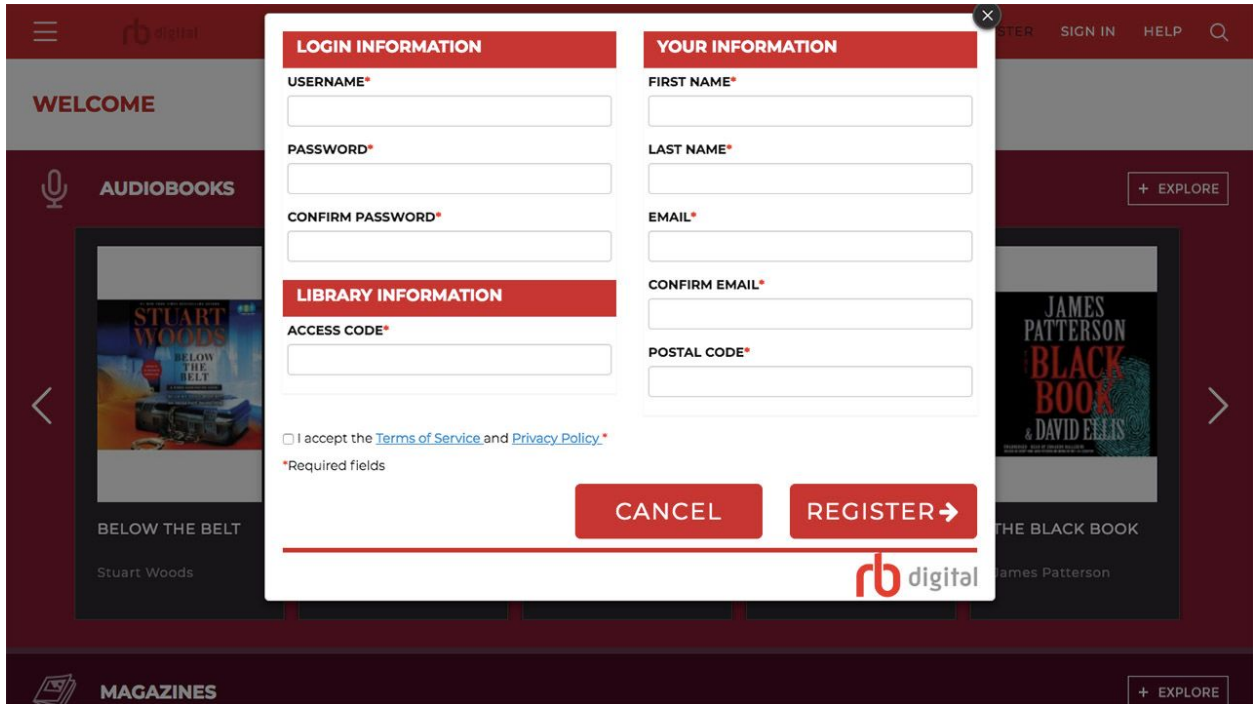 rb digital
STER SIGN IN HELP
WELCOME
LOGIN INFORMATION
USERNAME*
PASSWORD*
CONFIRM PASSWORD*
LIBRARY INFORMATION
ACCESS CODE*
YOUR INFORMATION
FIRST NAME*
LAST NAME*
EMAIL*
CONFIRM EMAIL*
POSTAL CODE*
I accept the Terms of Service and Privacy Policy *
*Required fields
CANCEL
REGISTER
rb digital
AUDIOBOOKS
+ EXPLORE
STUART
WOODS
BELOW
THE
BELT
BELOW THE BELT
Stuart Woods
JAMES
PATTERSON
THE
BLACK
BOOK
& DAVID ELLIS
THE BLACK BOOK
James Patterson
MAGAZINES
+ EXPLORE